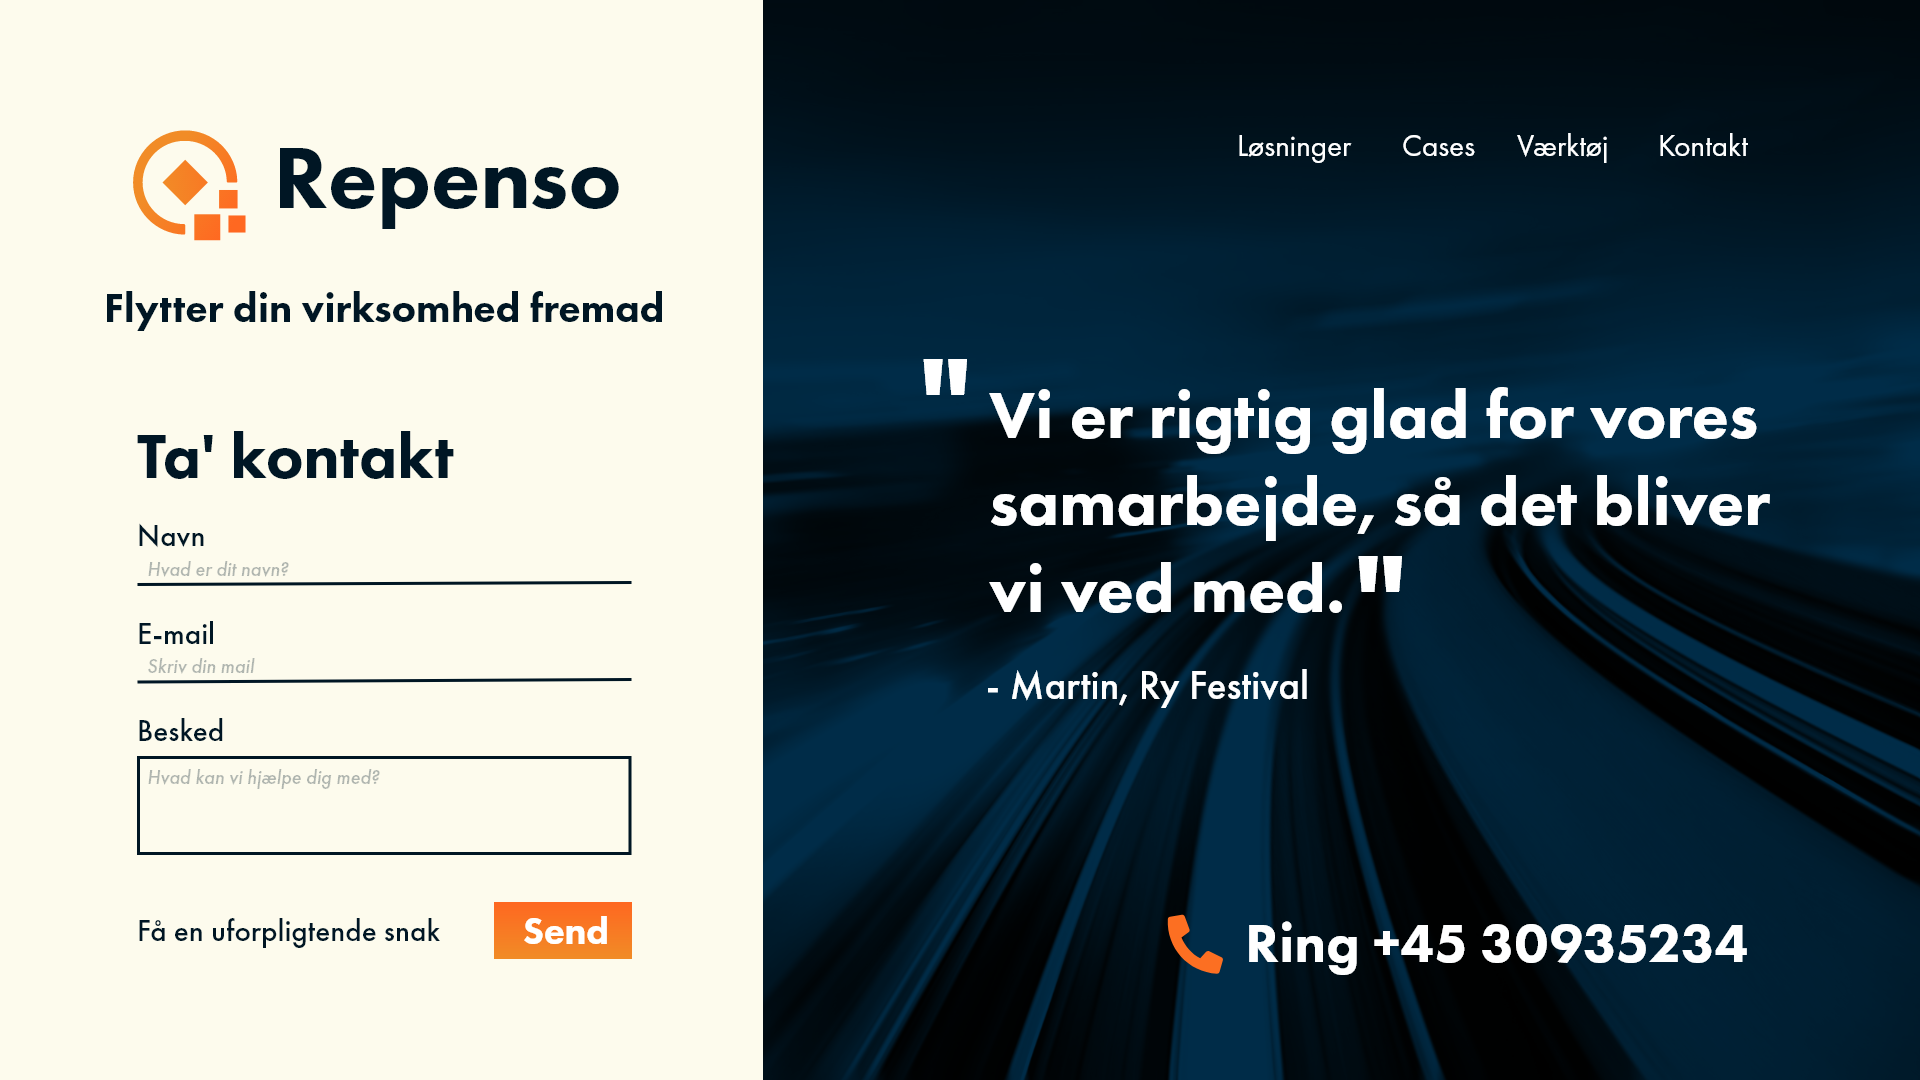 Repenso
Flytter din virksomhed fremad
Ta' kontakt
Navn
Hvad er dit navn?
E-mail
Skriv din mail
Besked
Hvad kan vi hjælpe dig med?
Få en uforpligtende snak
Send
Løsninger Cases Værktøj Kontakt
"Vi er rigtig glad for vores
samarbejde, så det bliver
vi ved med."
- Martin, Ry Festival
Ring +45 30935234